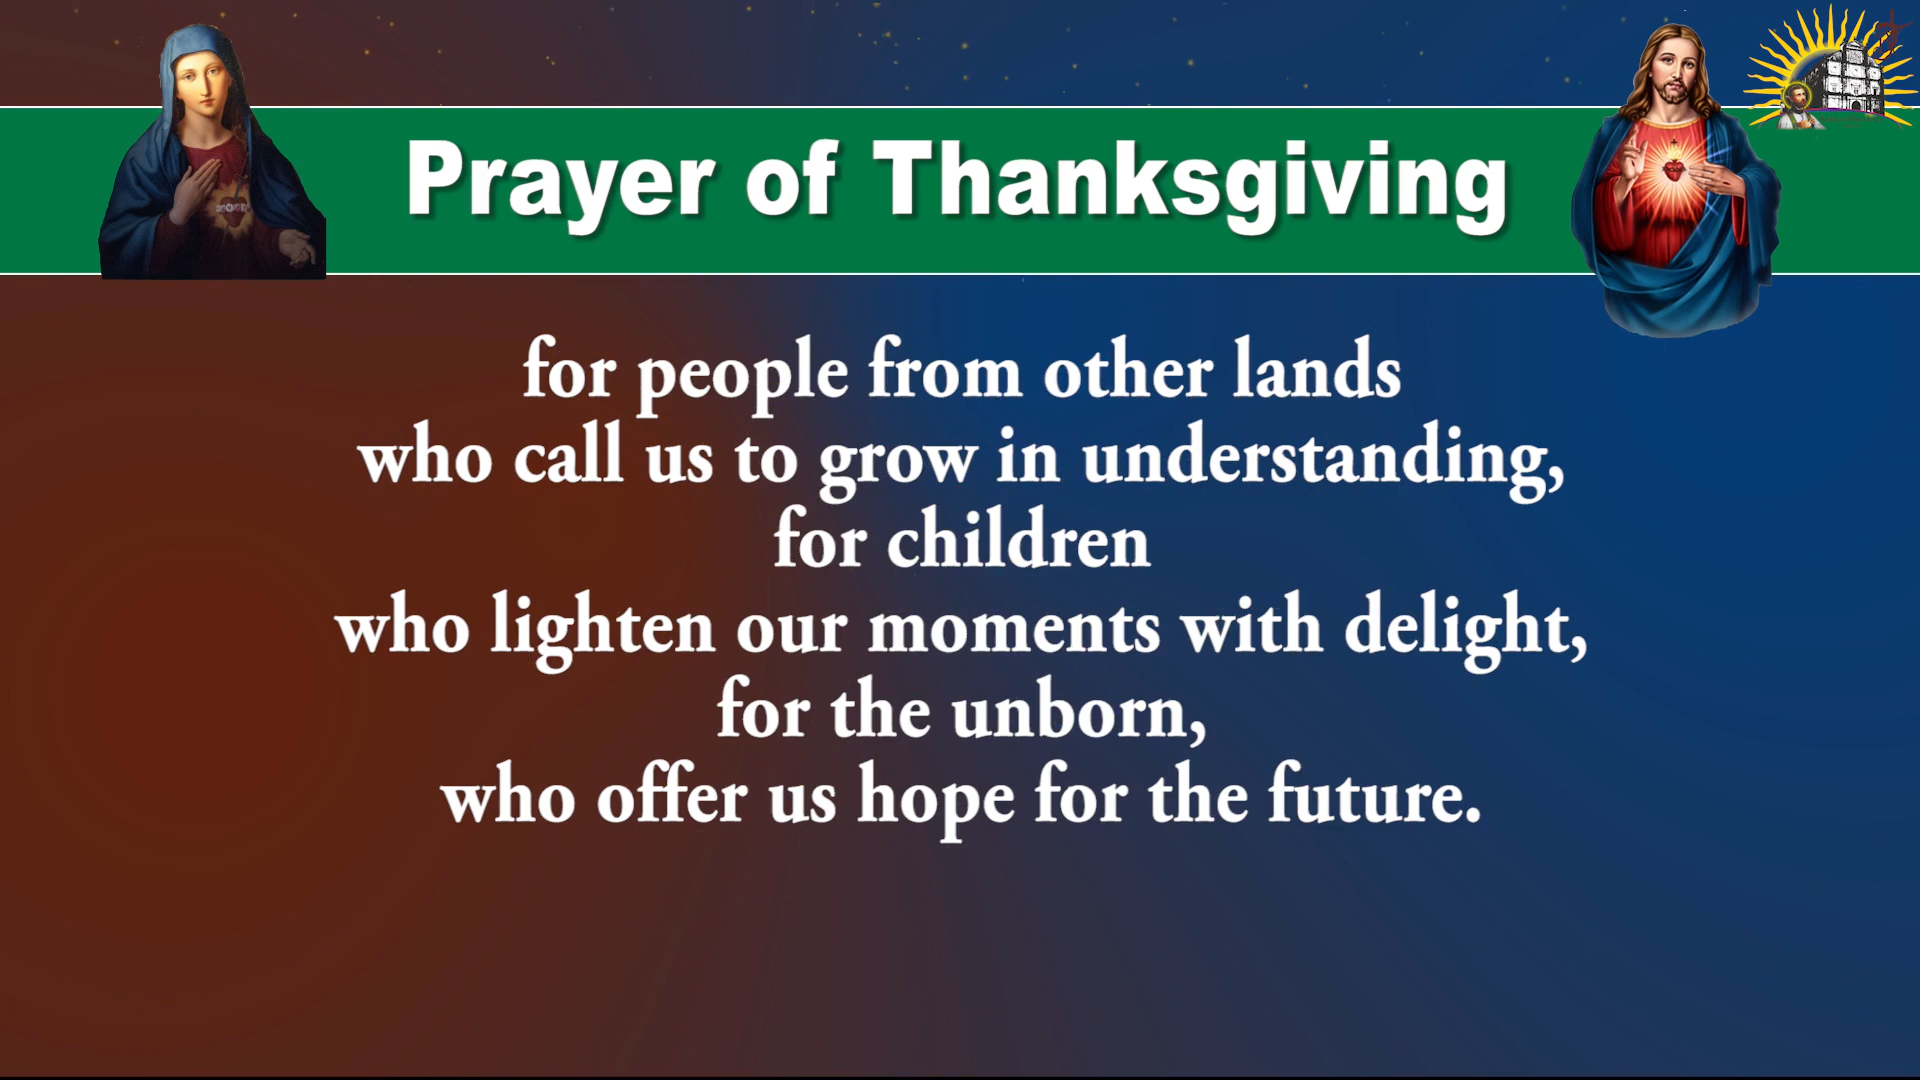 Prayer of Thanksgiving
for people from other lands
who call us to grow in understanding,
for children
who lighten our moments with delight,
for the unborn,
who offer us hope for the future.